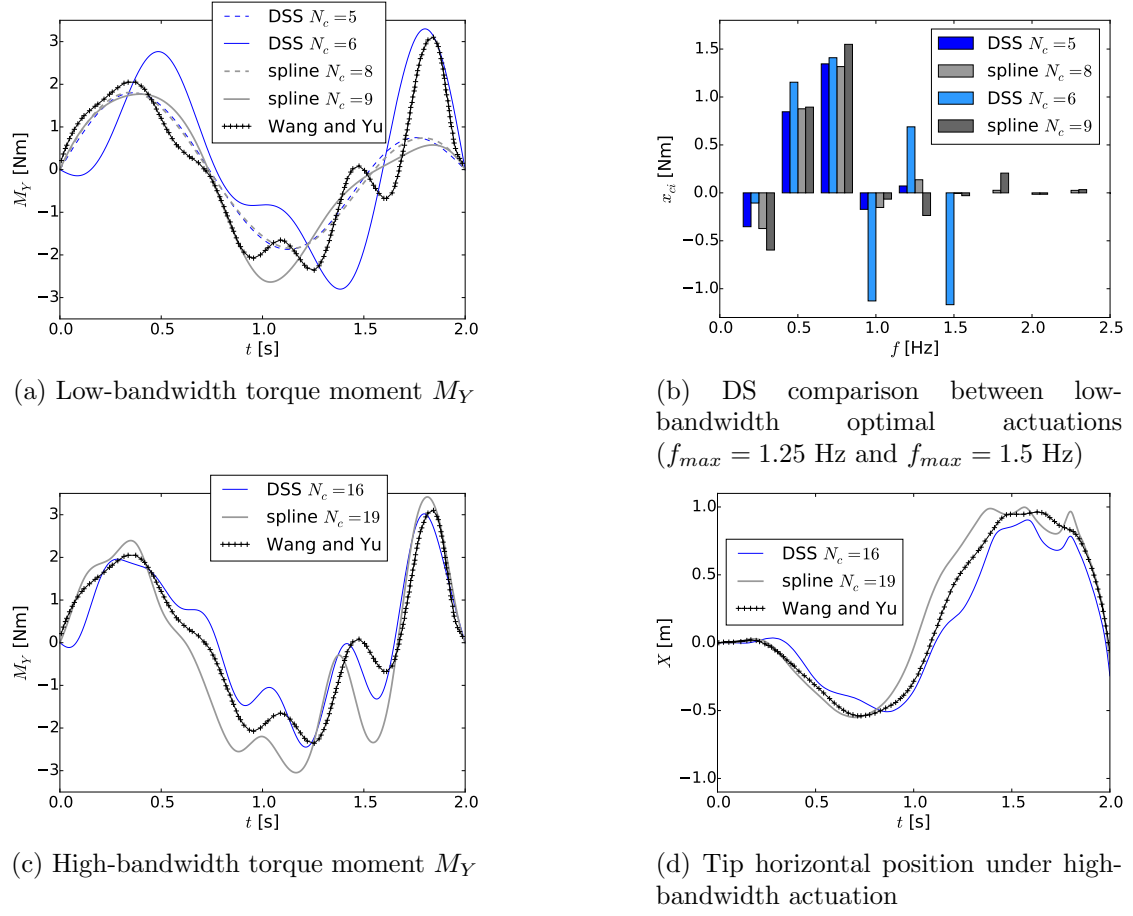 DSS N_c = 5
DSS N_c = 6
spline N_c = 8
spline N_c = 9
Wang and Yu
3
2
1
0
−1
−2
−3
M_Y [Nm]
0.0 0.5 1.0 1.5 2.0
t [s]
(a) Low-bandwidth torque moment M_Y
DSS N_c = 5
spline N_c = 8
DSS N_c = 6
spline N_c = 9
1.5
1.0
0.5
0.0
−0.5
−1.0
x_ci [Nm]
0.0 0.5 1.0 1.5 2.0 2.5
f [Hz]
(b) DS comparison between low-
bandwidth optimal actuations
(f_max = 1.25 Hz and f_max = 1.5 Hz)
DSS N_c = 16
spline N_c = 19
Wang and Yu
3
2
1
0
−1
−2
−3
M_Y [Nm]
0.0 0.5 1.0 1.5 2.0
t [s]
(c) High-bandwidth torque moment M_Y
DSS N_c = 16
spline N_c = 19
Wang and Yu
1.0
0.5
0.0
−0.5
−1.0
X [m]
0.0 0.5 1.0 1.5 2.0
t [s]
(d) Tip horizontal position under high-
bandwidth actuation